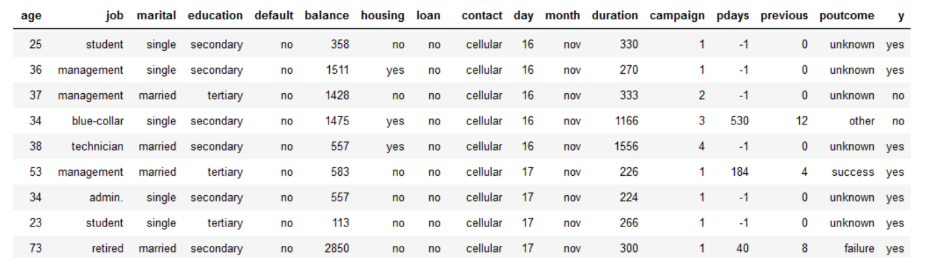 age job marital education default balance housing loan contact day month duration campaign pdays previous poutcome y
25 student single secondary no 358 no no cellular 16 nov 330 1 -1 0 unknown yes
36 management single secondary no 1511 yes no cellular 16 nov 270 1 -1 0 unknown yes
37 management married tertiary no 1428 no no cellular 16 nov 333 2 -1 0 unknown no
34 blue-collar single secondary no 1475 yes no cellular 16 nov 1166 3 530 12 other no
38 technician married secondary no 557 yes no cellular 16 nov 1556 4 -1 0 unknown yes
53 management married tertiary no 583 no no cellular 17 nov 226 1 184 4 success yes
34 admin. single secondary no 557 no no cellular 17 nov 224 1 -1 0 unknown yes
23 student single tertiary no 113 no no cellular 17 nov 266 1 -1 0 unknown yes
73 retired married secondary no 2850 no no cellular 17 nov 300 1 40 8 failure yes